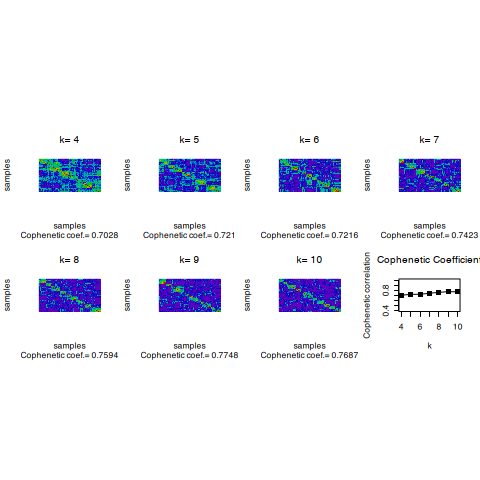 k= 4
samples
samples
Cophenetic coef.= 0.7028
k= 5
samples
samples
Cophenetic coef.= 0.721
k= 6
samples
samples
Cophenetic coef.= 0.7216
k= 7
samples
samples
Cophenetic coef.= 0.7423
k= 8
samples
samples
Cophenetic coef.= 0.7594
k= 9
samples
samples
Cophenetic coef.= 0.7748
k= 10
samples
samples
Cophenetic coef.= 0.7687
Cophenetic Coefficien
Cophenetic correlation
0.8
0.4
4 6 8 10
k